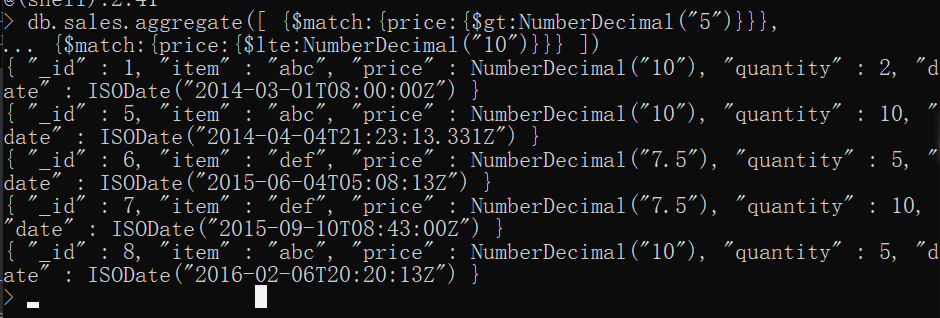 @(shell):2:41
> db.sales.aggregate([ {$match:{price:{$gt:NumberDecimal("5")}}},
... {$match:{price:{$lte:NumberDecimal("10")}}} ])
{ "_id" : 1, "item" : "abc", "price" : NumberDecimal("10"), "quantity" : 2, "d
ate" : ISODate("2014-03-01T08:00:00Z") }
{ "_id" : 5, "item" : "abc", "price" : NumberDecimal("10"), "quantity" : 10,
date" : ISODate("2014-04-04T21:23:13.331Z") }
{ "_id" : 6, "item" : "def", "price" : NumberDecimal("7.5"), "quantity" : 5, "
date" : ISODate("2015-06-04T05:08:13Z") }
{ "_id" : 7, "item" : "def", "price" : NumberDecimal("7.5"), "quantity" : 10,
"date" : ISODate("2015-09-10T08:43:00Z") }
{ "_id" : 8, "item" : "abc", "price" : NumberDecimal("10"), "quantity" : 5, "d
ate" : ISODate("2016-02-06T20:20:13Z") }
>